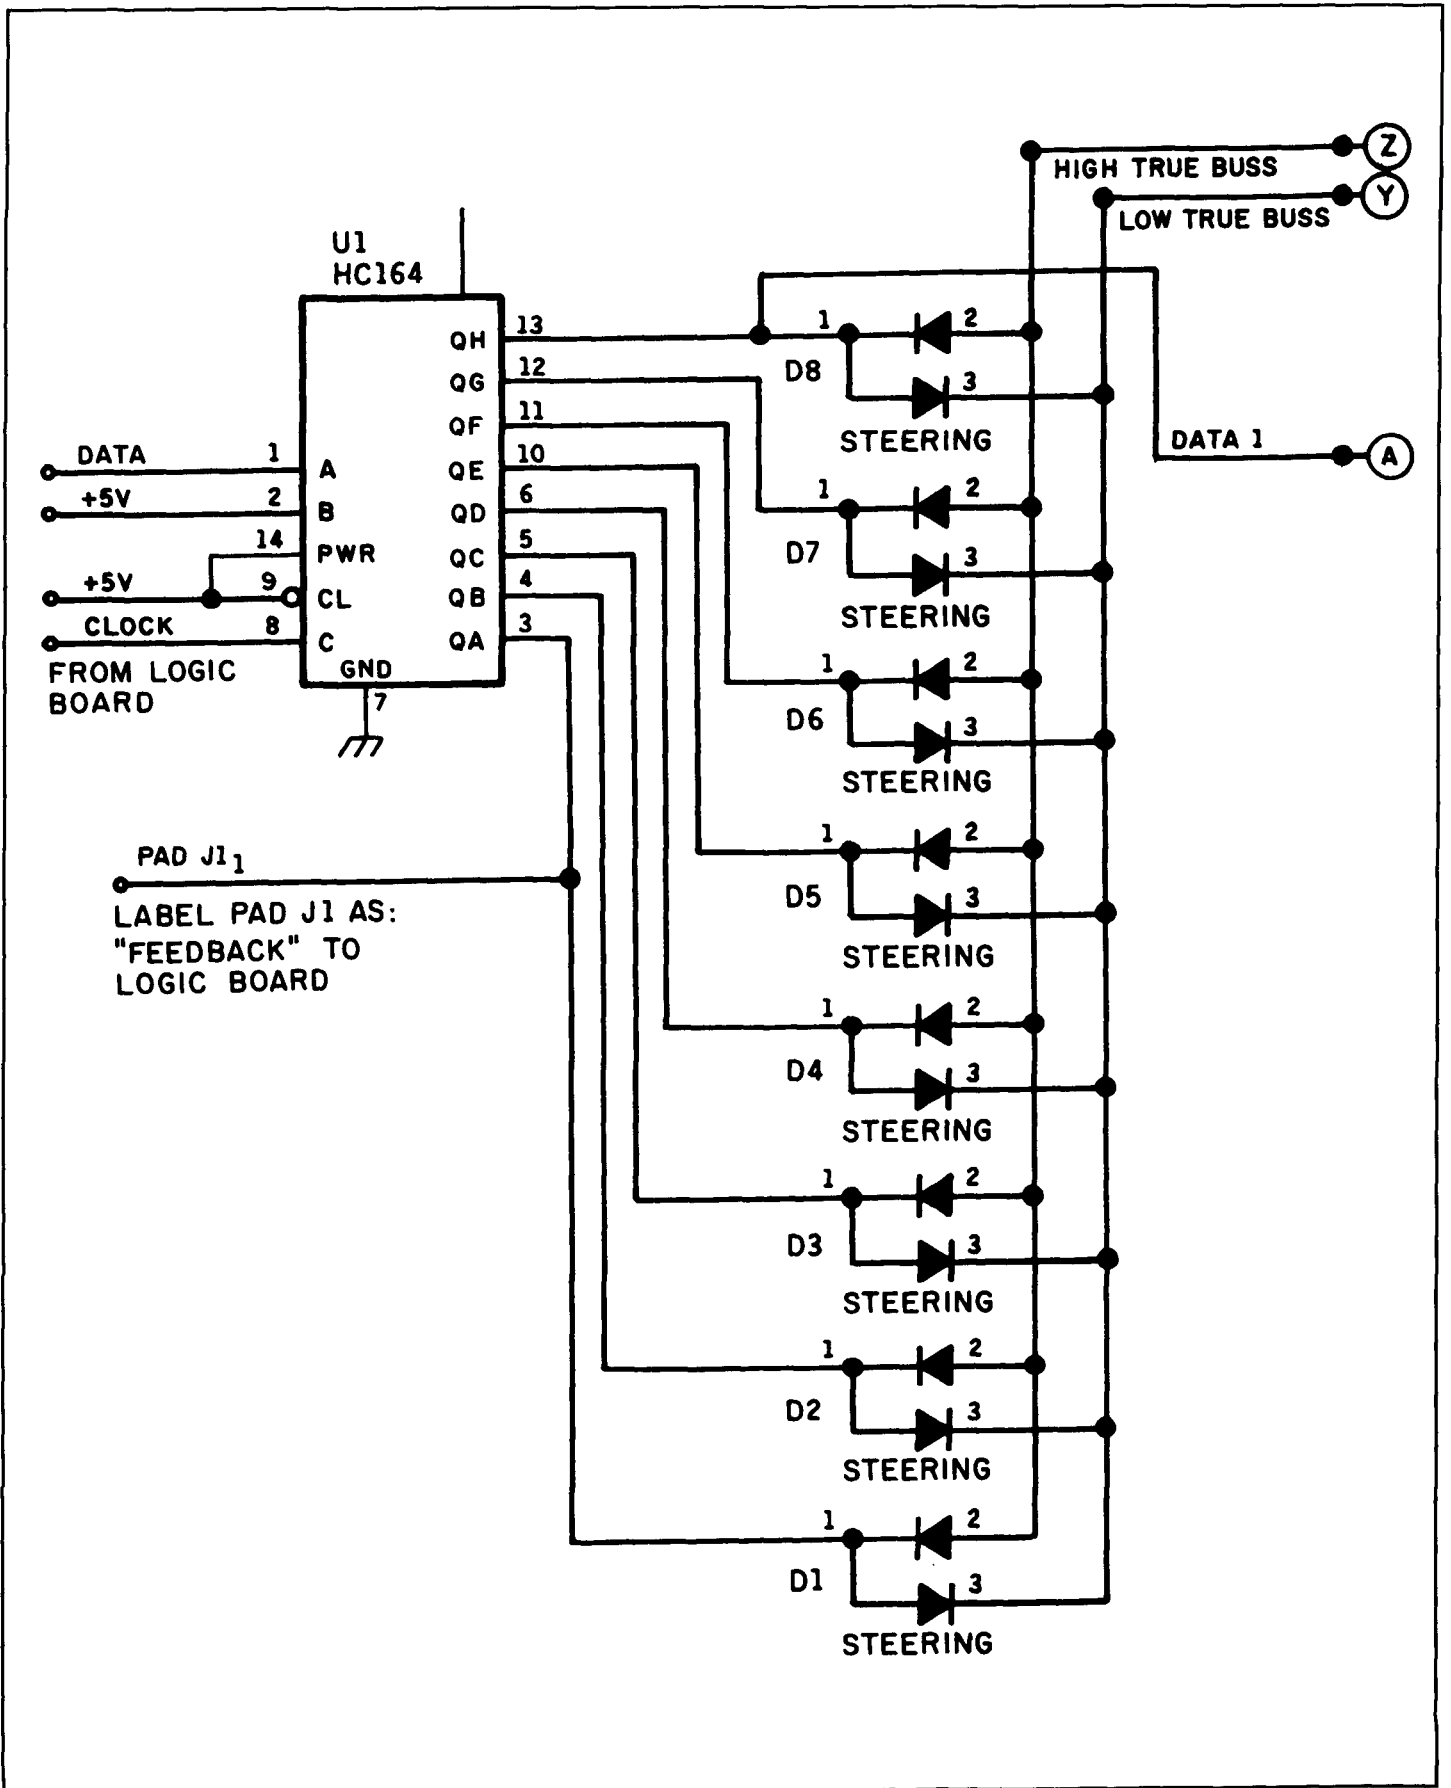 Z
HIGH TRUE BUSS
Y
LOW TRUE BUSS
U1
HC164
QH 13
QG 12
QF 11
QE 10
QD 6
QC 5
QB 4
QA 3
DATA 1 A
+5V 2 B
14 PWR
+5V 9 CL
CLOCK 8 C
FROM LOGIC
BOARD
GND
7
1 2
D8
3
STEERING
DATA 1 A
1 2
D7
3
STEERING
1 2
D6
3
STEERING
PAD J1 1
LABEL PAD J1 AS:
"FEEDBACK" TO
LOGIC BOARD
1 2
D5
3
STEERING
1 2
D4
3
STEERING
1 2
D3
3
STEERING
1 2
D2
3
STEERING
1 2
D1
3
STEERING